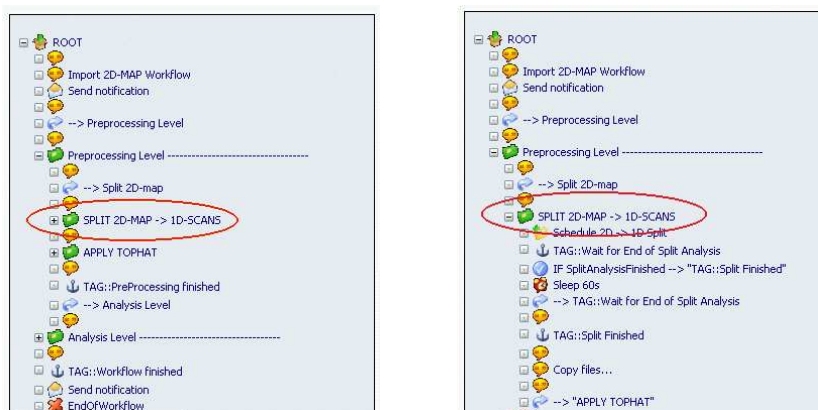 ROOT
Import 2D-MAP Workflow
Send notification
--> Preprocessing Level
Preprocessing Level -----------------------------------
--> Split 2D-map
SPLIT 2D-MAP -> 1D-SCANS
APPLY TOPHAT
TAG::PreProcessing finished
--> Analysis Level
Analysis Level -----------------------------------
TAG::Workflow finished
Send notification
EndOfWorkflow
ROOT
Import 2D-MAP Workflow
Send notification
--> Preprocessing Level
Preprocessing Level -----------------------------------
--> Split 2D-map
SPLIT 2D-MAP -> 1D-SCANS
Schedule 2D -> 1D Split
TAG::Wait for End of Split Analysis
IF SplitAnalysisFinished --> "TAG::Split Finished"
Sleep 60s
--> TAG::Wait for End of Split Analysis
TAG::Split Finished
Copy files...
--> "APPLY TOPHAT"